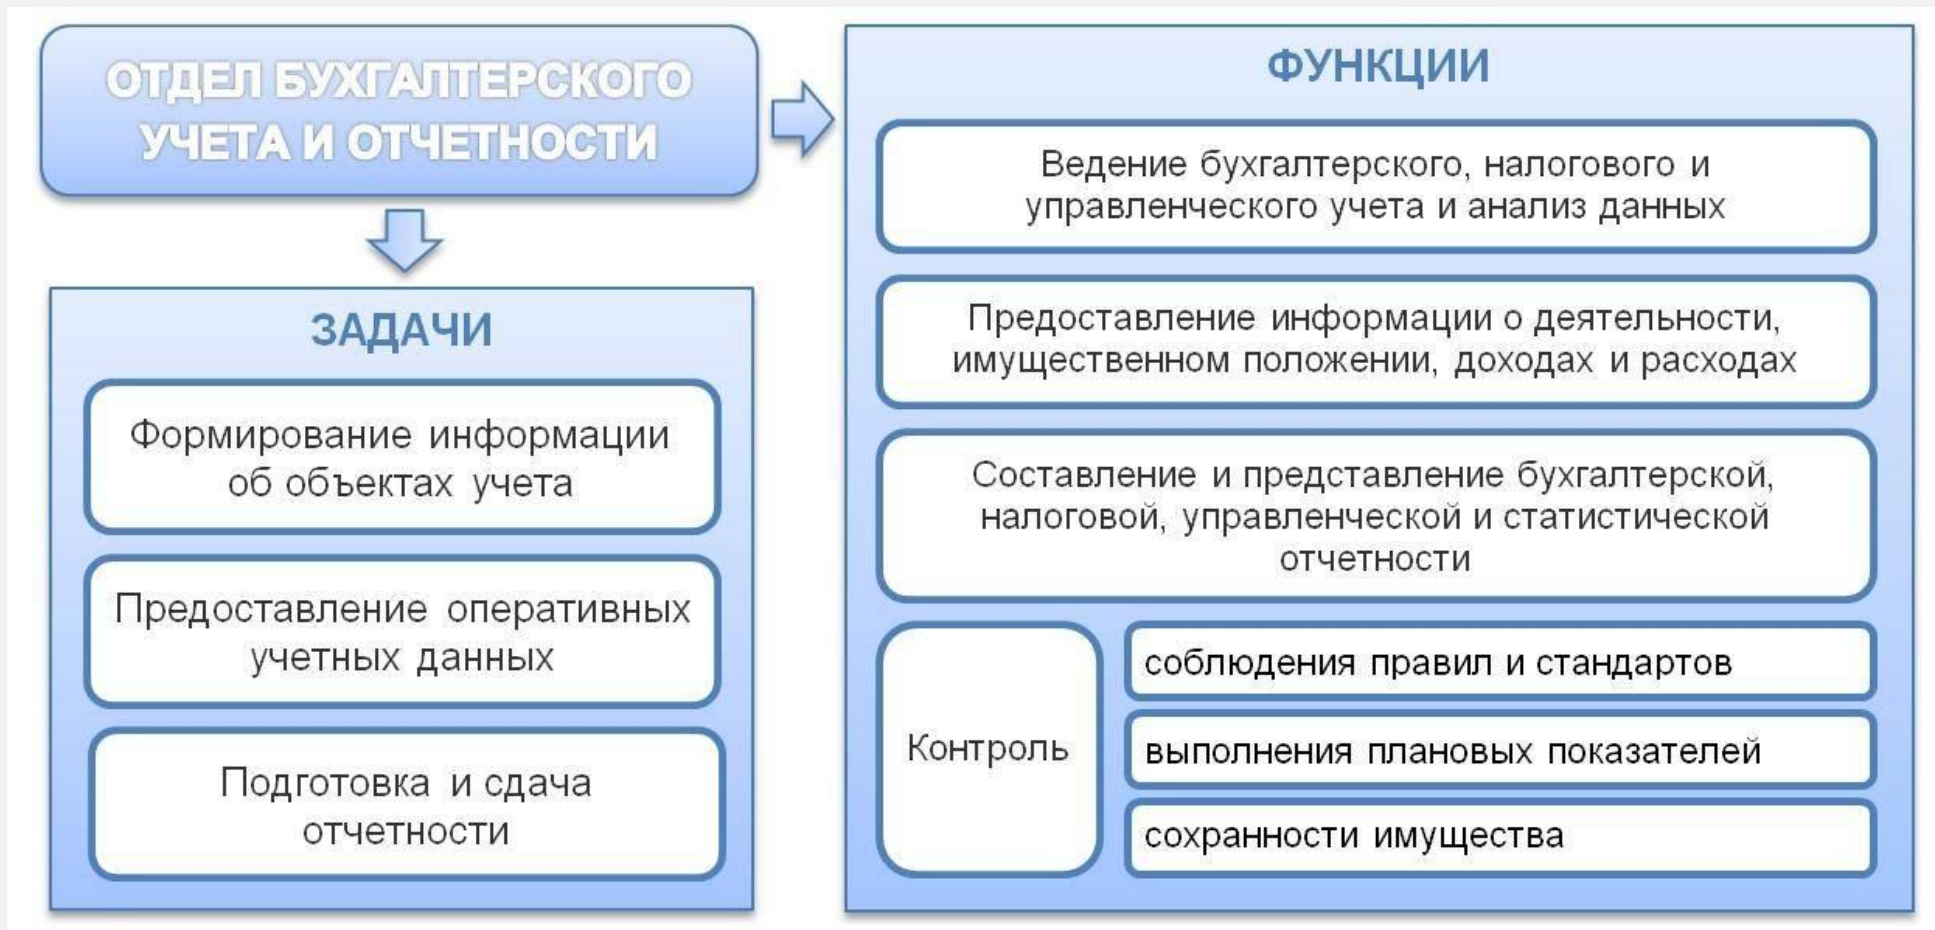 ОТДЕЛ БУХГАЛТЕРСКОГО
УЧЕТА И ОТЧЕТНОСТИ
ЗАДАЧИ
Формирование информации
об объектах учета
Предоставление оперативных
учетных данных
Подготовка и сдача
отчетности
ФУНКЦИИ
Ведение бухгалтерского, налогового и
управленческого учета и анализ данных
Предоставление информации о деятельности,
имущественном положении, доходах и расходах
Составление и представление бухгалтерской,
налоговой, управленческой и статистической
отчетности
Контроль
соблюдения правил и стандартов
выполнения плановых показателей
сохранности имущества